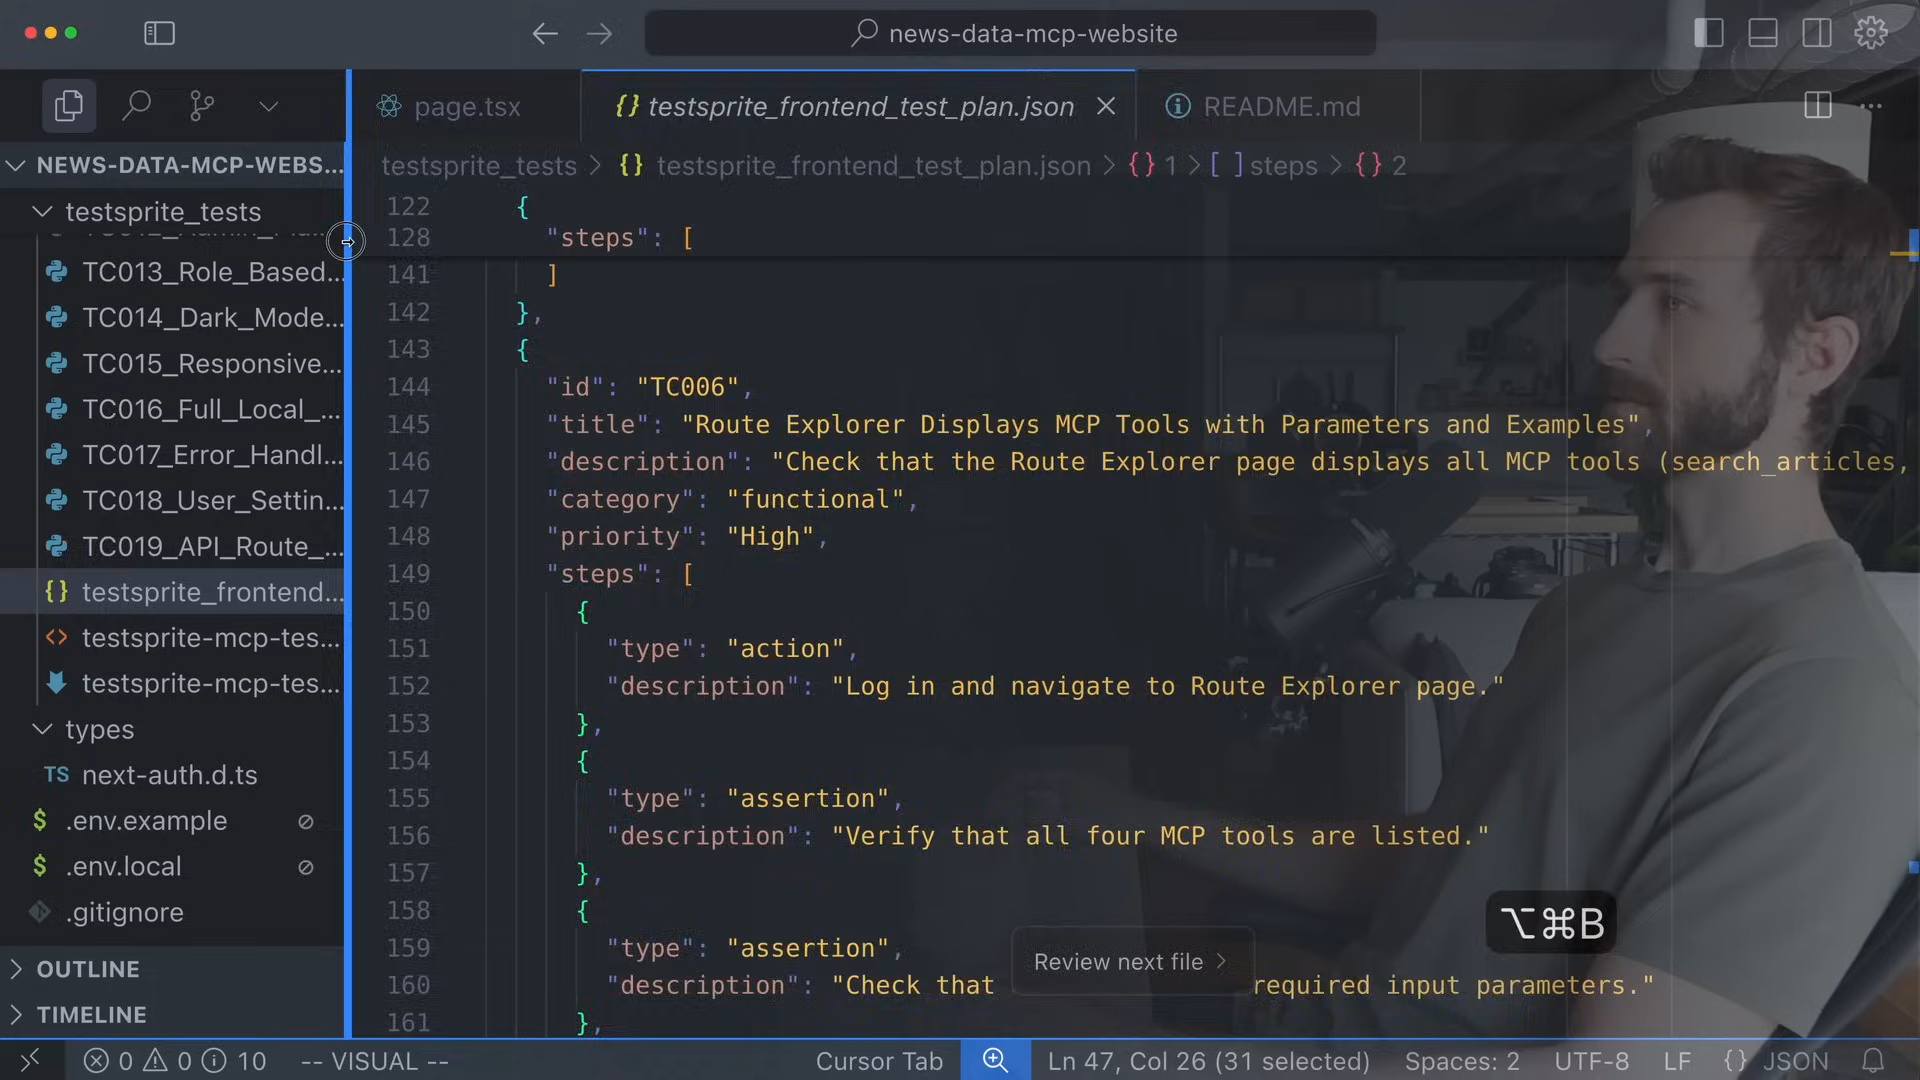 news-data-mcp-website
page.tsx
{} testsprite_frontend_test_plan.json
README.md
NEWS-DATA-MCP-WEBS...
testsprite_tests > {} testsprite_frontend_test_plan.json > {} 1 > [ ] steps > {} 2
testsprite_tests
TC013_Role_Based...
TC014_Dark_Mode...
TC015_Responsive...
TC016_Full_Local_...
TC017_Error_Handl...
TC018_User_Settin...
TC019_API_Route_...
{} testsprite_frontend...
<> testsprite-mcp-tes...
testsprite-mcp-tes...
types
TS next-auth.d.ts
$ .env.example
$ .env.local
.gitignore
OUTLINE
TIMELINE
122 {
128 "steps": [
141 ]
142 },
143 {
144 "id": "TC006",
145 "title": "Route Explorer Displays MCP Tools with Parameters and Examples",
146 "description": "Check that the Route Explorer page displays all MCP tools (search_articles,
147 "category": "functional",
148 "priority": "High",
149 "steps": [
150 {
151 "type": "action",
152 "description": "Log in and navigate to Route Explorer page."
153 },
154 {
155 "type": "assertion",
156 "description": "Verify that all four MCP tools are listed."
157 },
158 {
159 "type": "assertion",
160 "description": "Check that required input parameters."
161 },
Review next file >
⌥⌘B
0 0 10
-- VISUAL --
Cursor Tab
Ln 47, Col 26 (31 selected)
Spaces: 2
UTF-8
LF
{} JSON